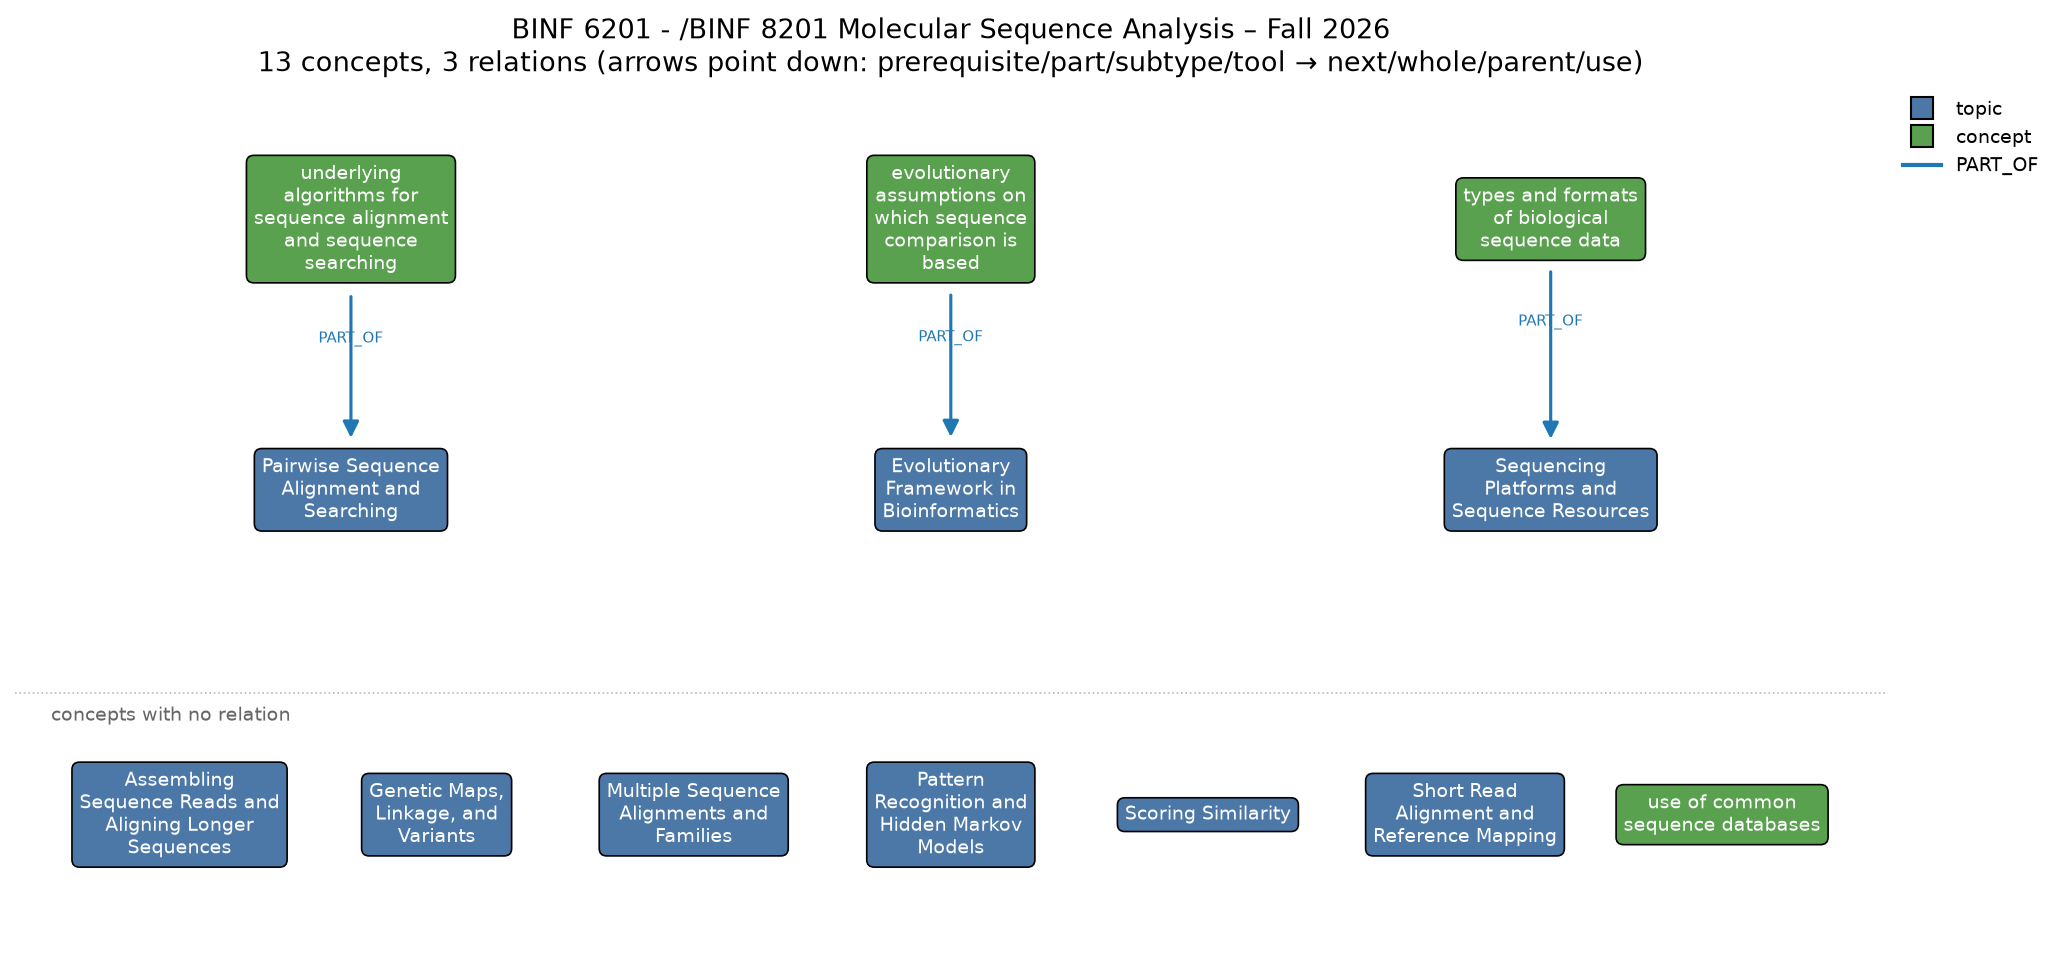 BINF 6201 - /BINF 8201 Molecular Sequence Analysis – Fall 2026
13 concepts, 3 relations (arrows point down: prerequisite/part/subtype/tool → next/whole/parent/use)
topic
concept
PART_OF
underlying
algorithms for
sequence alignment
and sequence
searching
evolutionary
assumptions on
which sequence
comparison is
based
types and formats
of biological
sequence data
PART_OF
PART_OF
PART_OF
Pairwise Sequence
Alignment and
Searching
Evolutionary
Framework in
Bioinformatics
Sequencing
Platforms and
Sequence Resources
concepts with no relation
Assembling
Sequence Reads and
Aligning Longer
Sequences
Genetic Maps,
Linkage, and
Variants
Multiple Sequence
Alignments and
Families
Pattern
Recognition and
Hidden Markov
Models
Scoring Similarity
Short Read
Alignment and
Reference Mapping
use of common
sequence databases